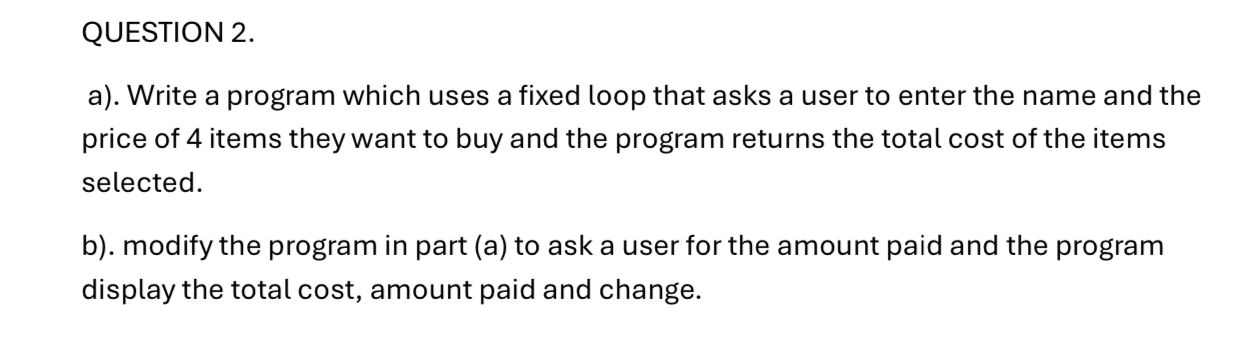 QUESTION 2.
a). Write a program which uses a fixed loop that asks a user to enter the name and the
price of 4 items they want to buy and the program returns the total cost of the items
selected.
b). modify the program in part (a) to ask a user for the amount paid and the program
display the total cost, amount paid and change.